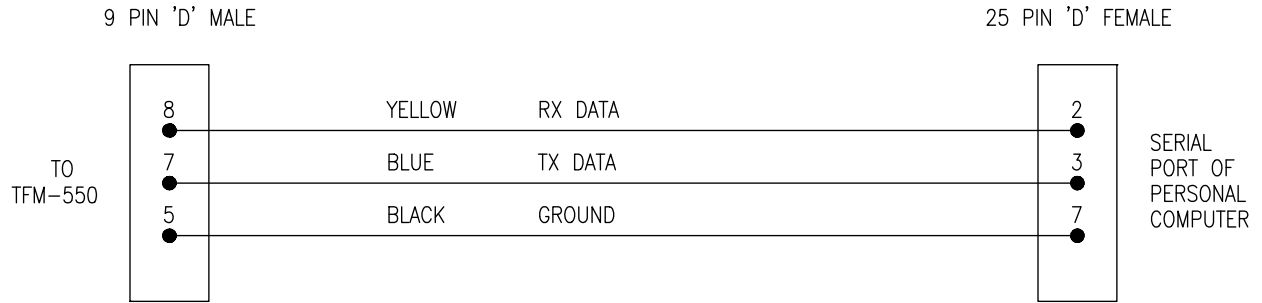 9 PIN 'D' MALE
25 PIN 'D' FEMALE
8 YELLOW RX DATA 2
7 BLUE TX DATA 3
5 BLACK GROUND 7
TO
TFM-550
SERIAL
PORT OF
PERSONAL
COMPUTER